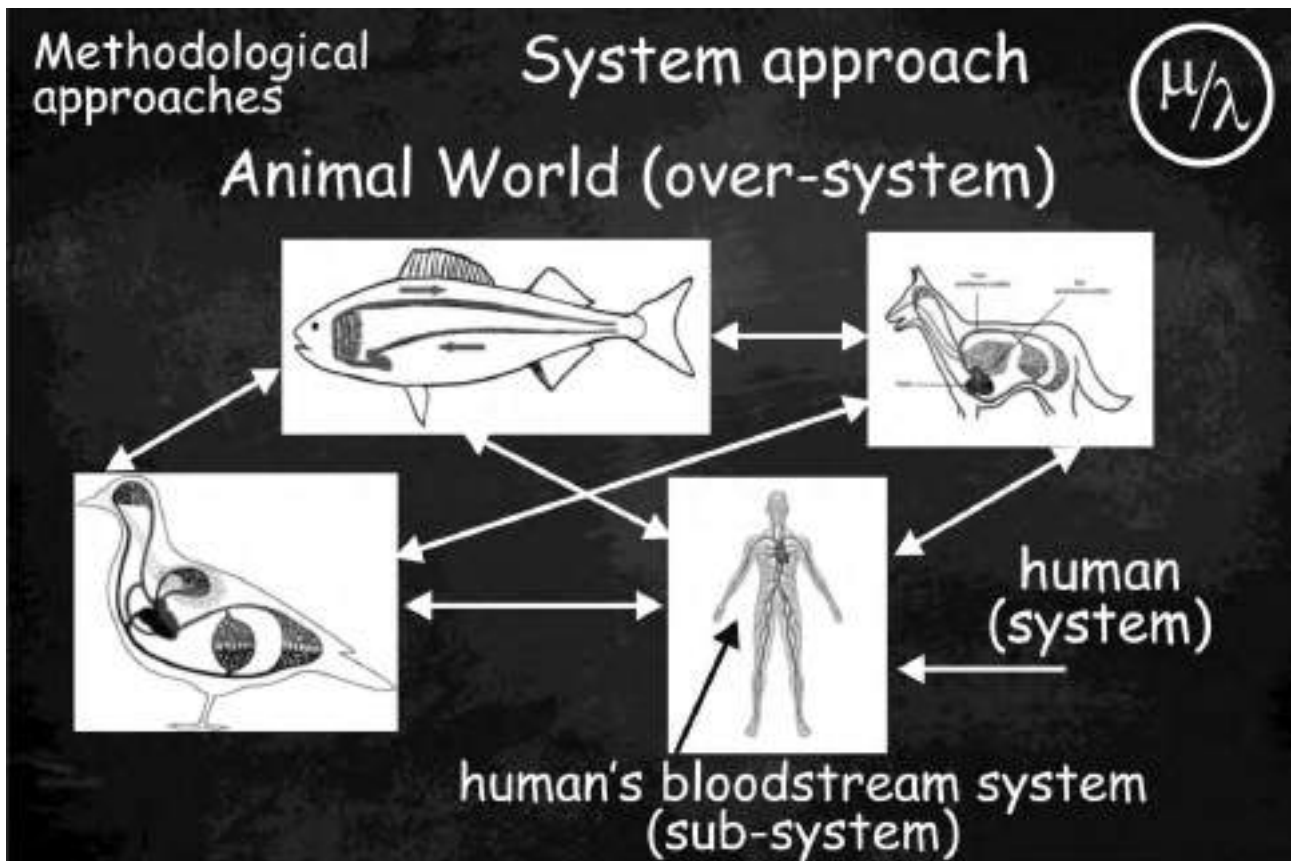 Methodological
approaches
System approach
μ/λ
Animal World (over-system)
human
(system)
human's bloodstream system
(sub-system)